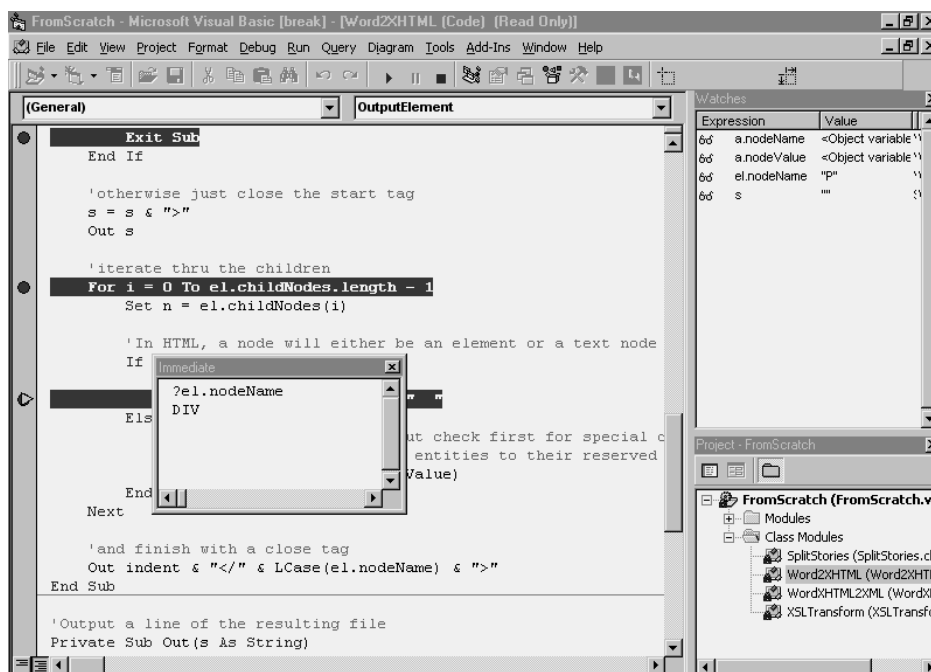 FromScratch - Microsoft Visual Basic [break] - [Word2XHTML (Code) (Read Only)]
File Edit View Project Format Debug Run Query Diagram Tools Add-Ins Window Help
(General) OutputElement
Exit Sub
End If
'otherwise just close the start tag
s = s & ">"
Out s
'iterate thru the children
For i = 0 To el.childNodes.length - 1
Set n = el.childNodes(i)
'In HTML, a node will either be an element or a text node
If
" "
Els
ut check first for special c
entities to their reserved
Value)
End
Next
'and finish with a close tag
Out indent & "</" & LCase(el.nodeName) & ">"
End Sub
'Output a line of the resulting file
Private Sub Out(s As String)
Immediate
?el.nodeName
DIV
Watches
Expression Value
a.nodeName <Object variable
a.nodeValue <Object variable
el.nodeName "P"
s ""
Project - FromScratch
FromScratch (FromScratch.v
Modules
Class Modules
SplitStories (SplitStories.cl
Word2XHTML (Word2XHT
WordXHTML2XML (WordX
XSLTransform (XSLTransfo